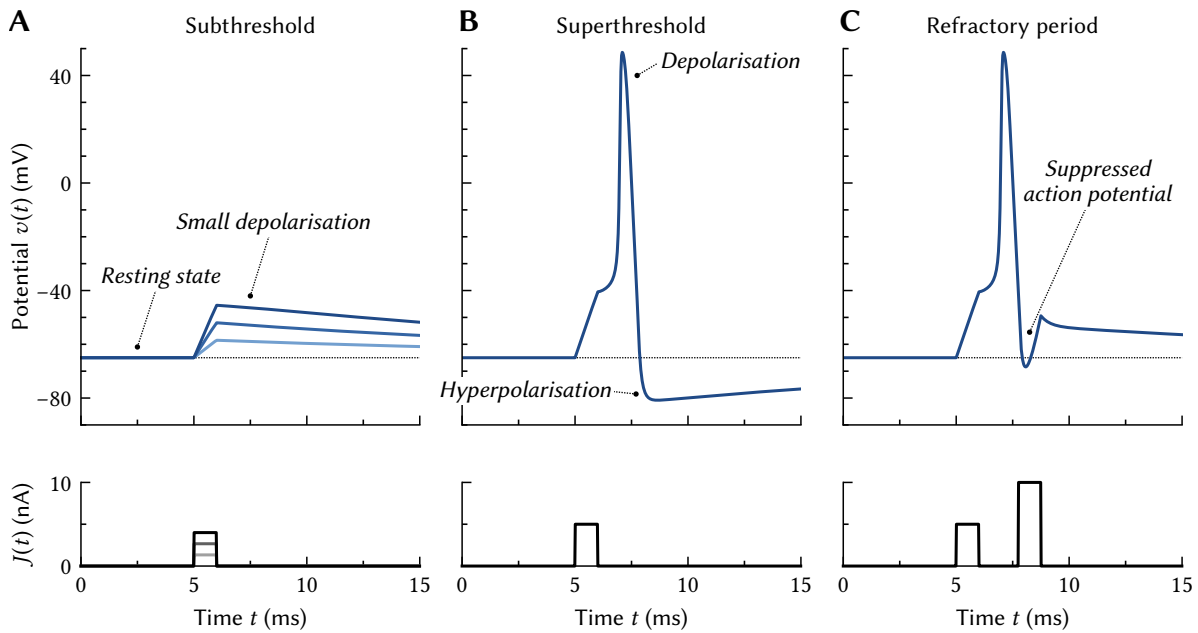 A Subthreshold
B Superthreshold
C Refractory period
Potential v(t) (mV)
40
0
−40
−80
Small depolarisation
Resting state
Depolarisation
Hyperpolarisation
Suppressed
action potential
J(t) (nA)
10
0
0 5 10 15
0 5 10 15
0 5 10 15
Time t (ms)
Time t (ms)
Time t (ms)